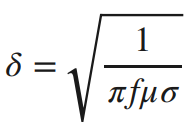 δ = √(1 / (πfμσ))